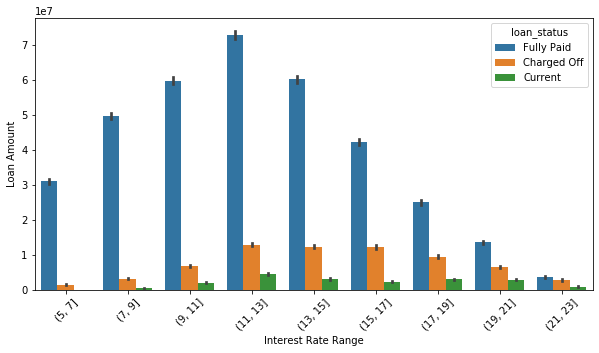 1e7
loan_status
Fully Paid
Charged Off
Current
7
6
5
4
3
2
1
0
Loan Amount
(5, 7]
(7, 9]
(9, 11]
(11, 13]
(13, 15]
(15, 17]
(17, 19]
(19, 21]
(21, 23]
Interest Rate Range